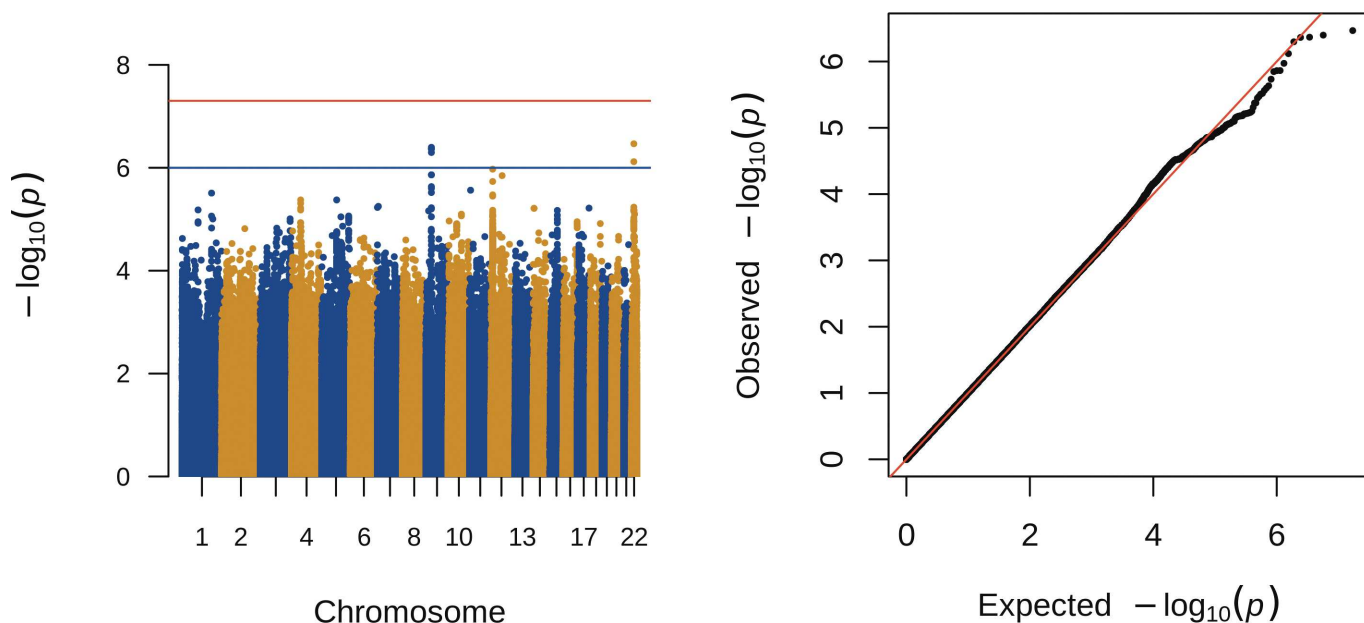 8
6
4
2
0
− log₁₀(p)
1 2 4 6 8 10 13 17 22
Chromosome
6
5
4
3
2
1
0
Observed − log₁₀(p)
0 2 4 6
Expected − log₁₀(p)